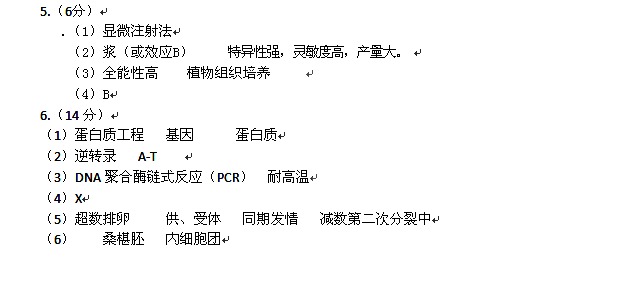 5.（6分）↵
.（1）显微注射法↵
（2）浆（或效应B） 特异性强，灵敏度高，产量大。↵
（3）全能性高 植物组织培养 ↵
（4）B↵
6.（14 分）↵
（1）蛋白质工程 基因 蛋白质↵
（2）逆转录 A-T ↵
（3）DNA 聚合酶链式反应（PCR） 耐高温↵
（4）X↵
（5）超数排卵 供、受体 同期发情 减数第二次分裂中↵
（6） 桑椹胚 内细胞团↵